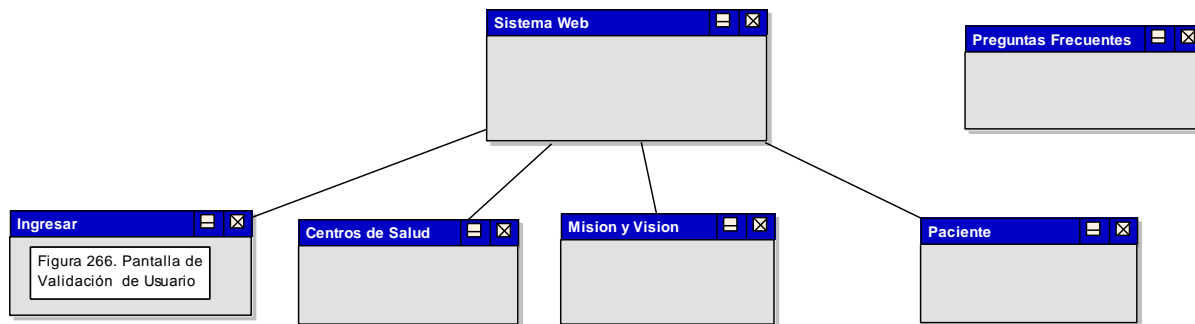 Sistema Web
Preguntas Frecuentes
Ingresar
Figura 266. Pantalla de
Validación de Usuario
Centros de Salud
Mision y Vision
Paciente